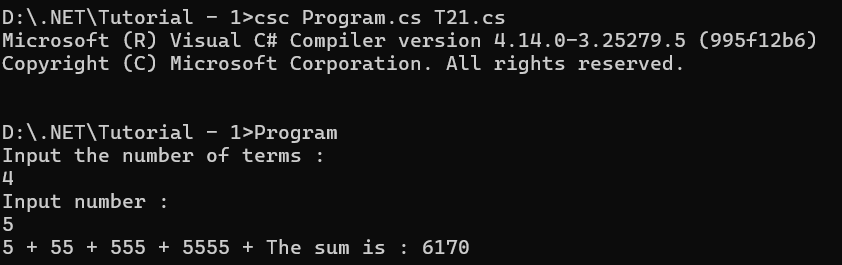 D:\.NET\Tutorial - 1>csc Program.cs T21.cs
Microsoft (R) Visual C# Compiler version 4.14.0-3.25279.5 (995f12b6)
Copyright (C) Microsoft Corporation. All rights reserved.
D:\.NET\Tutorial - 1>Program
Input the number of terms :
4
Input number :
5
5 + 55 + 555 + 5555 + The sum is : 6170